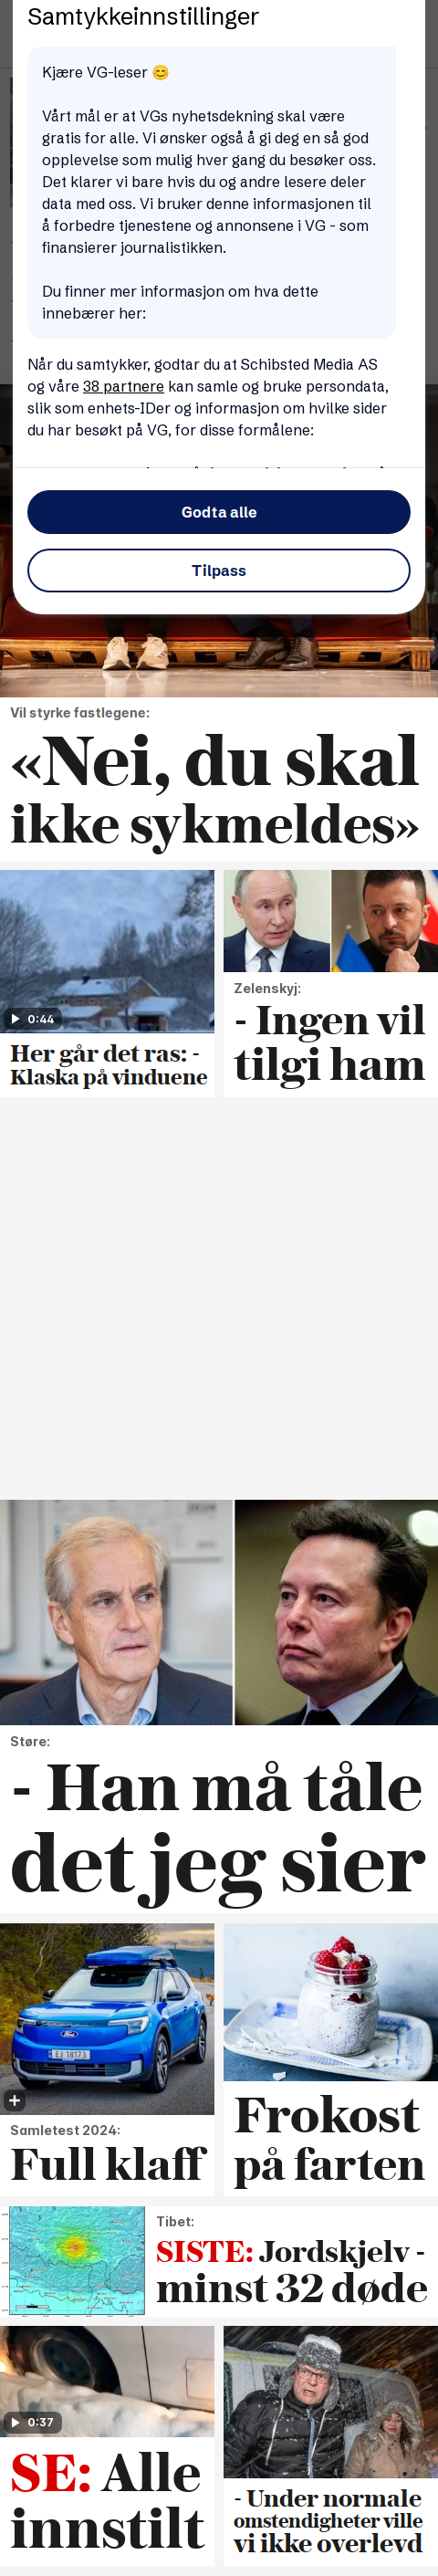 Samtykkeinnstillinger
Kjære VG-leser 😊
Vårt mål er at VGs nyhetsdekning skal være
gratis for alle. Vi ønsker også å gi deg en så god
opplevelse som mulig hver gang du besøker oss.
Det klarer vi bare hvis du og andre lesere deler
data med oss. Vi bruker denne informasjonen til
å forbedre tjenestene og annonsene i VG - som
finansierer journalistikken.
Du finner mer informasjon om hva dette
innebærer her:
Når du samtykker, godtar du at Schibsted Media AS
og våre 38 partnere kan samle og bruke persondata,
slik som enhets-IDer og informasjon om hvilke sider
du har besøkt på VG, for disse formålene:
Godta alle
Tilpass
Vil styrke fastlegene:
«Nei, du skal
ikke sykmeldes»
0:44
Her går det ras: -
Klaska på vinduene
Zelenskyj:
- Ingen vil
tilgi ham
Støre:
- Han må tåle
det jeg sier
Ford
EJ 18173
Samletest 2024:
Full klaff
Frokost
på farten
Tibet:
SISTE: Jordskjelv -
minst 32 døde
0:37
SE: Alle
innstilt
- Under normale
omstendigheter ville
vi ikke overlevd